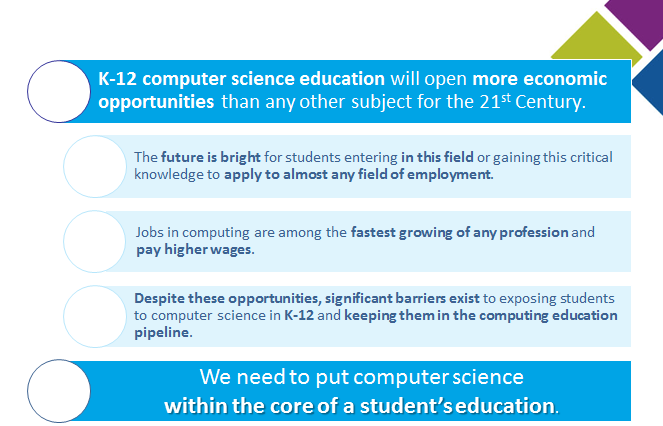 K-12 computer science education will open more economic
opportunities than any other subject for the 21st Century.
The future is bright for students entering in this field or gaining this critical
knowledge to apply to almost any field of employment.
Jobs in computing are among the fastest growing of any profession and
pay higher wages.
Despite these opportunities, significant barriers exist to exposing students
to computer science in K-12 and keeping them in the computing education
pipeline.
We need to put computer science
within the core of a student's education.